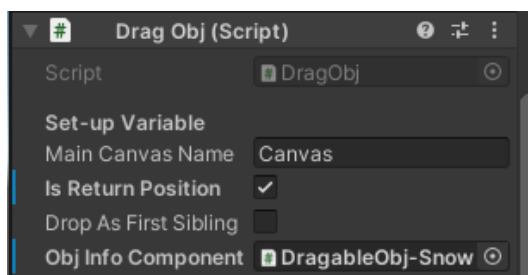 Drag Obj (Script)
Script DragObj
Set-up Variable
Main Canvas Name Canvas
Is Return Position
Drop As First Sibling
Obj Info Component DragableObj-Snow